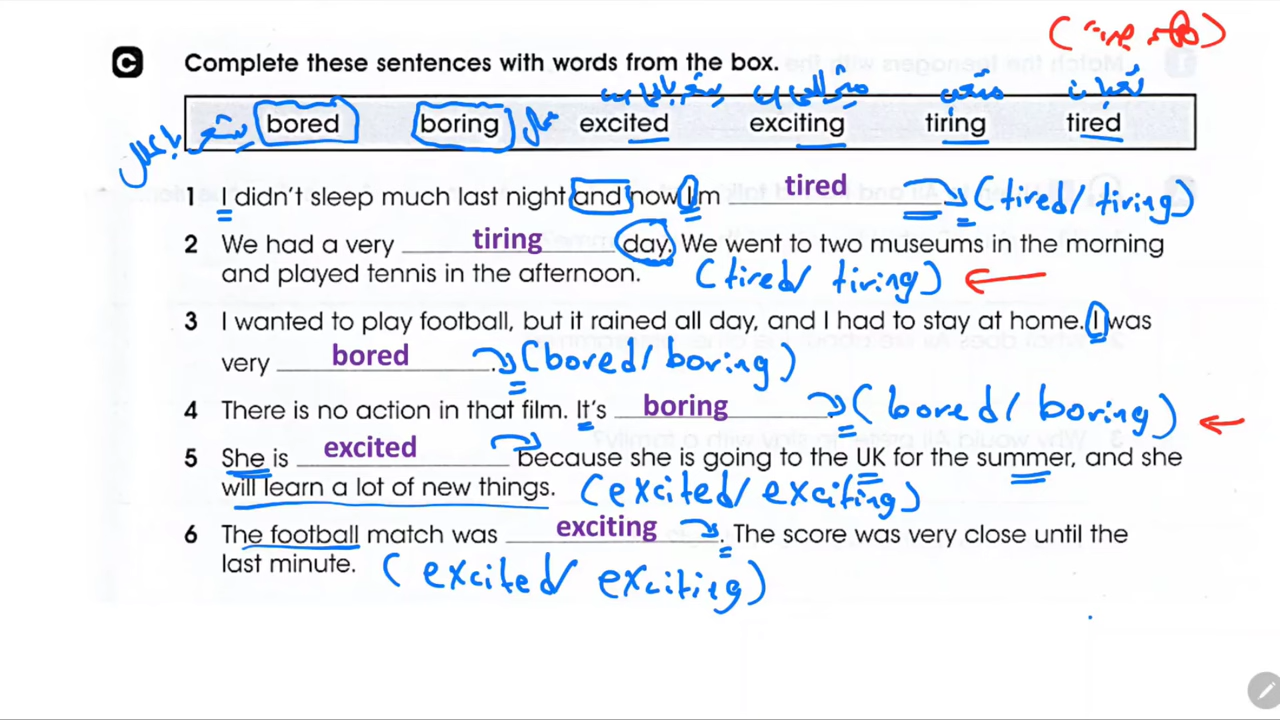 C Complete these sentences with words from the box.
bored boring excited exciting tiring tired
1 I didn't sleep much last night and now I'm tired (tired/ tiring)
2 We had a very tiring day. We went to two museums in the morning
and played tennis in the afternoon. (tired/ tiring)
3 I wanted to play football, but it rained all day, and I had to stay at home. I was
very bored. (bored/ boring)
4 There is no action in that film. It's boring. (bored/ boring)
5 She is excited because she is going to the UK for the summer, and she
will learn a lot of new things. (excited/ exciting)
6 The football match was exciting. The score was very close until the
last minute. (excited/ exciting)